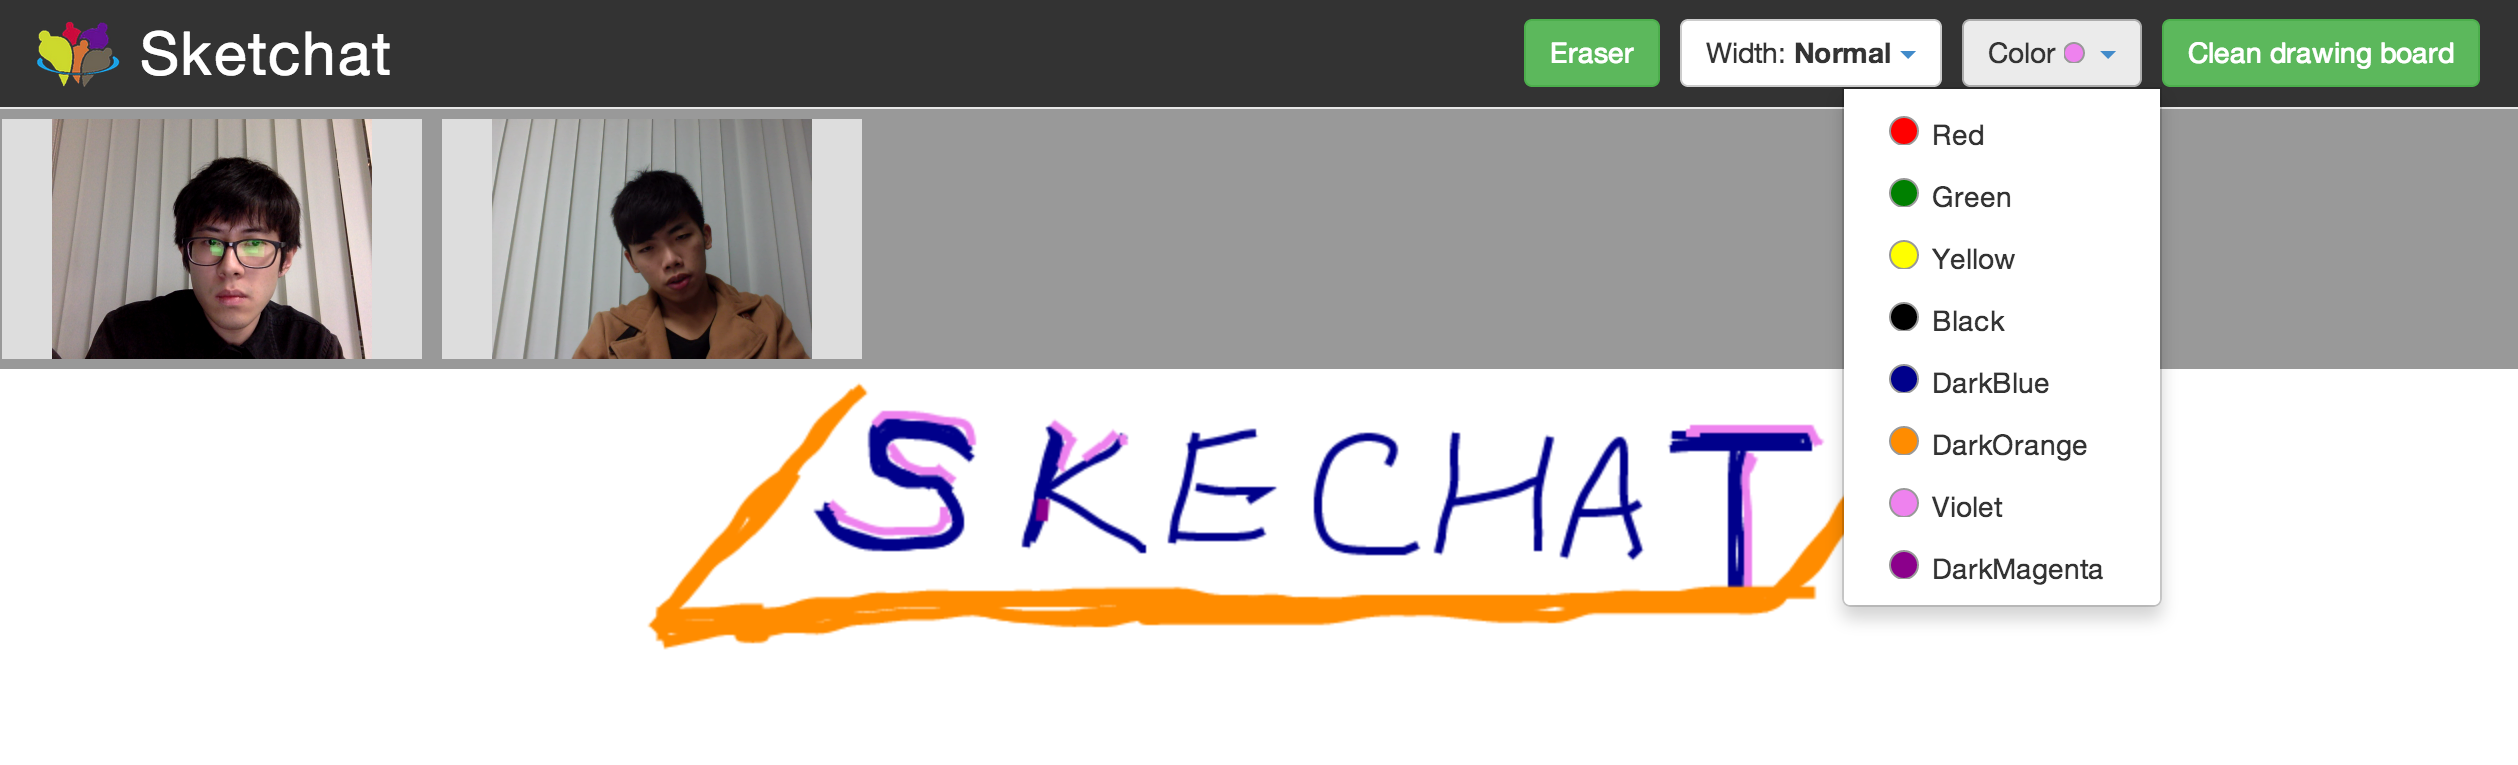 Sketchat
Eraser
Width: Normal
Color
Clean drawing board
Red
Green
Yellow
Black
DarkBlue
DarkOrange
Violet
DarkMagenta
SKECHAT